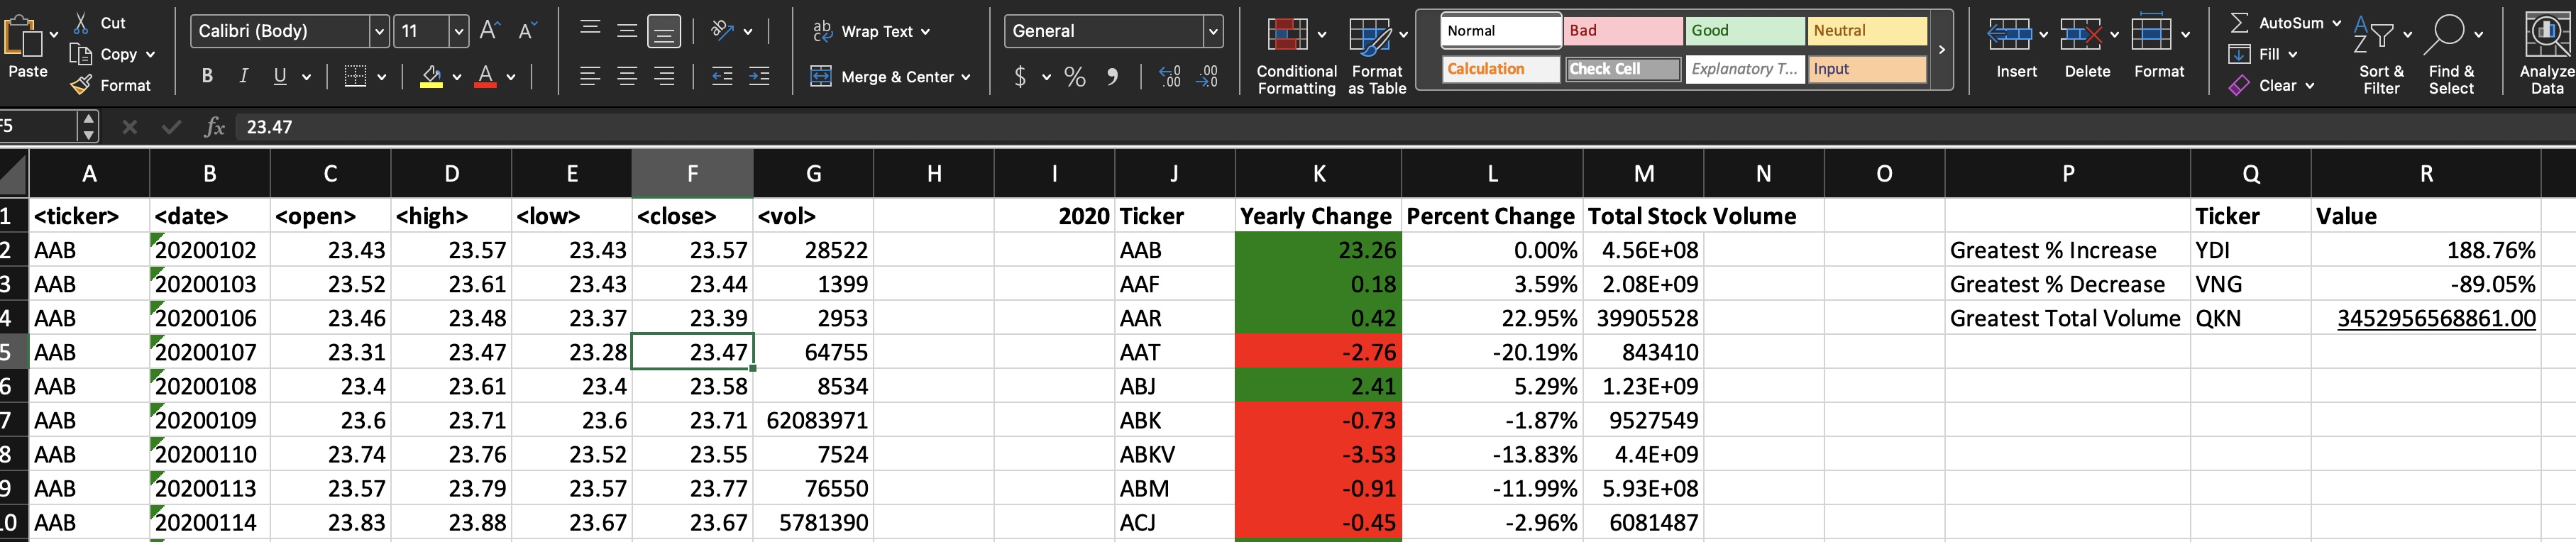 Cut
Calibri (Body) 11 A^ A˅
ab Wrap Text
General
Normal Bad Good Neutral
AutoSum
Paste
Copy
Fill
Format
B I U
A
Merge & Center
$ % 9 .00 .00
Conditional Formatting
Format as Table
Calculation Check Cell Explanatory T... Input
Insert Delete Format
Clear
Sort & Filter
Find & Select
Analyze Data
F5 fx 23.47
A B C D E F G H I J K L M N O P Q R
1 <ticker> <date> <open> <high> <low> <close> <vol> 2020 Ticker Yearly Change Percent Change Total Stock Volume Ticker Value
2 AAB 20200102 23.43 23.57 23.43 23.57 28522 AAB 23.26 0.00% 4.56E+08 Greatest % Increase YDI 188.76%
3 AAB 20200103 23.52 23.61 23.43 23.44 1399 AAF 0.18 3.59% 2.08E+09 Greatest % Decrease VNG -89.05%
4 AAB 20200106 23.46 23.48 23.37 23.39 2953 AAR 0.42 22.95% 39905528 Greatest Total Volume QKN 3452956568861.00
5 AAB 20200107 23.31 23.47 23.28 23.47 64755 AAT -2.76 -20.19% 843410
6 AAB 20200108 23.4 23.61 23.4 23.58 8534 ABJ 2.41 5.29% 1.23E+09
7 AAB 20200109 23.6 23.71 23.6 23.71 62083971 ABK -0.73 -1.87% 9527549
8 AAB 20200110 23.74 23.76 23.52 23.55 7524 ABKV -3.53 -13.83% 4.4E+09
9 AAB 20200113 23.57 23.79 23.57 23.77 76550 ABM -0.91 -11.99% 5.93E+08
10 AAB 20200114 23.83 23.88 23.67 23.67 5781390 ACJ -0.45 -2.96% 6081487